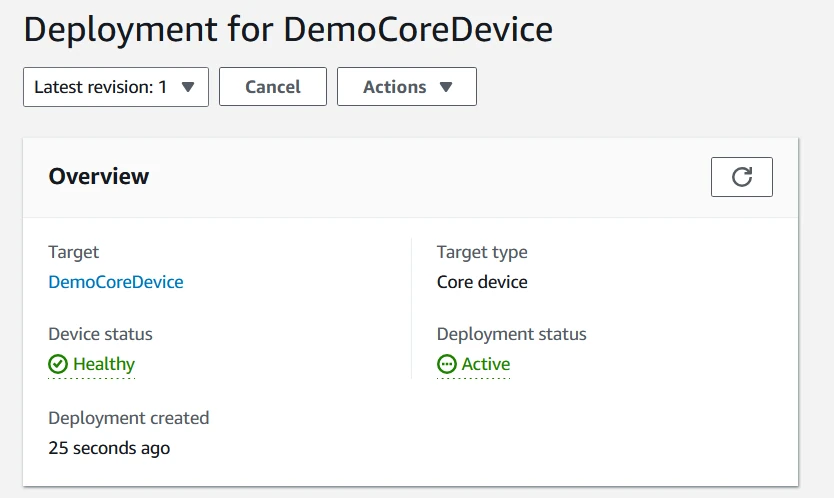 Deployment for DemoCoreDevice
Latest revision: 1
Cancel
Actions
Overview
Target
DemoCoreDevice
Target type
Core device
Device status
Healthy
Deployment status
Active
Deployment created
25 seconds ago